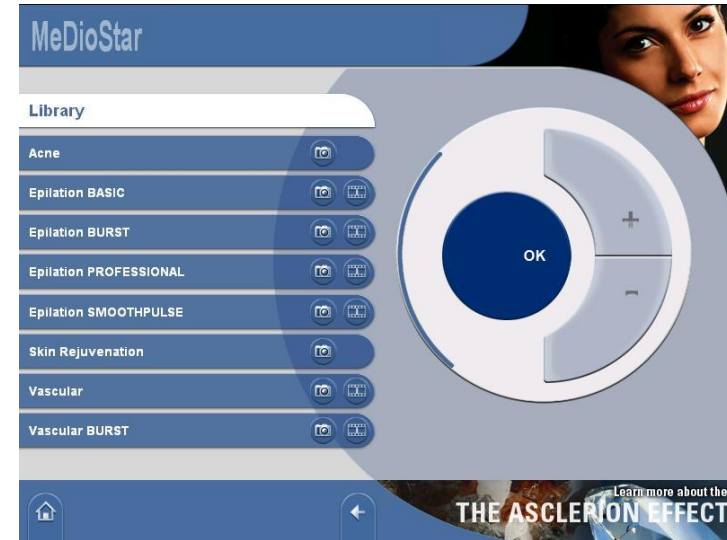 MeDioStar
Library
Acne
Epilation BASIC
Epilation BURST
Epilation PROFESSIONAL
Epilation SMOOTHPULSE
Skin Rejuvenation
Vascular
Vascular BURST
OK
+
-
Learn more about the
THE ASCLEPION EFFECT